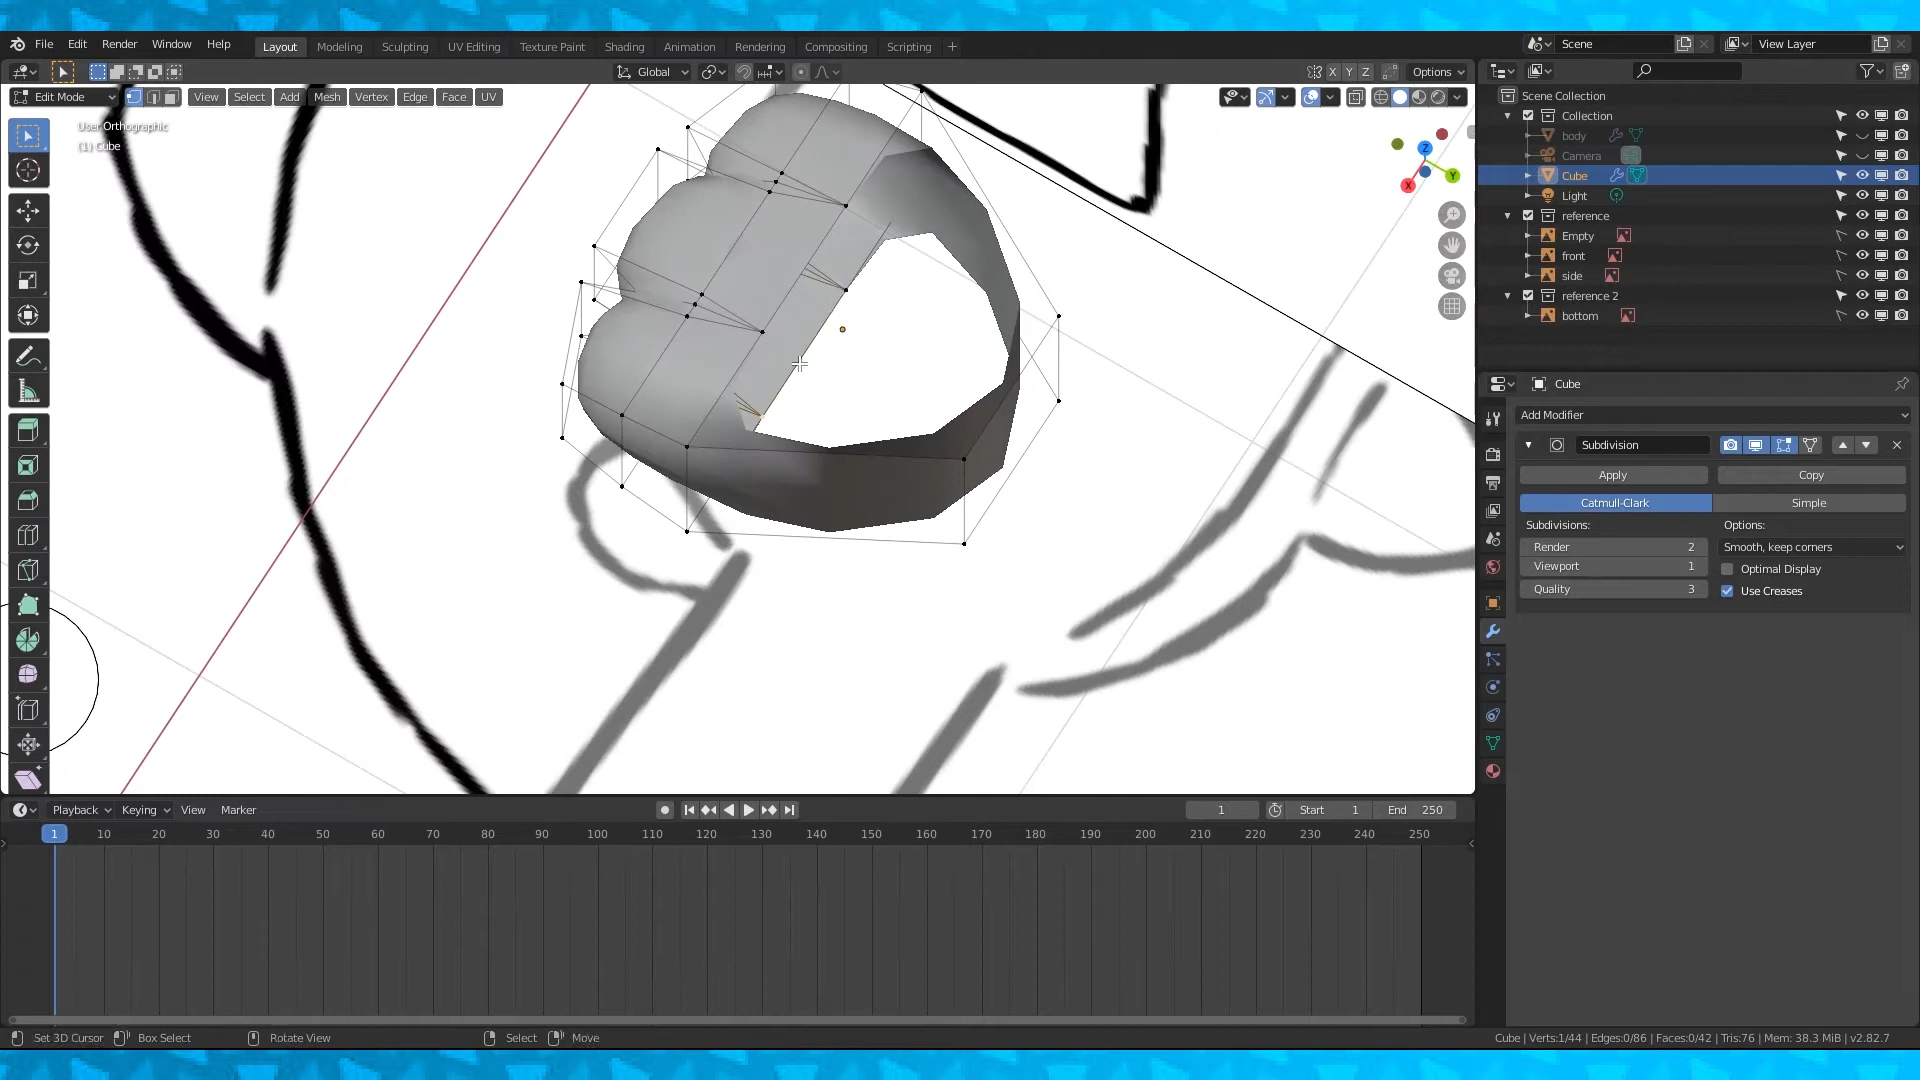 File Edit Render Window Help Layout Modeling Sculpting UV Editing Texture Paint Shading Animation Rendering Compositing Scripting Scene View Layer
Global X Y Z Options
Edit Mode View Select Add Mesh Vertex Edge Face UV
User Orthographic
(1) Cube
Z
Y
X
Scene Collection
Collection
body
Camera
Cube
Light
reference
Empty
front
side
reference 2
bottom
Cube
Add Modifier
Subdivision
Apply Copy
Catmull-Clark Simple
Subdivisions: Options:
Render 2 Smooth, keep corners
Viewport 1 Optimal Display
Quality 3 Use Creases
Playback Keying View Marker 1 Start 1 End 250
1 10 20 30 40 50 60 70 80 90 100 110 120 130 140 150 160 170 180 190 200 210 220 230 240 250
Set 3D Cursor Box Select Rotate View Select Move Cube | Verts:1/44 | Edges:0/86 | Faces:0/42 | Tris:76 | Mem: 38.3 MiB | v2.82.7